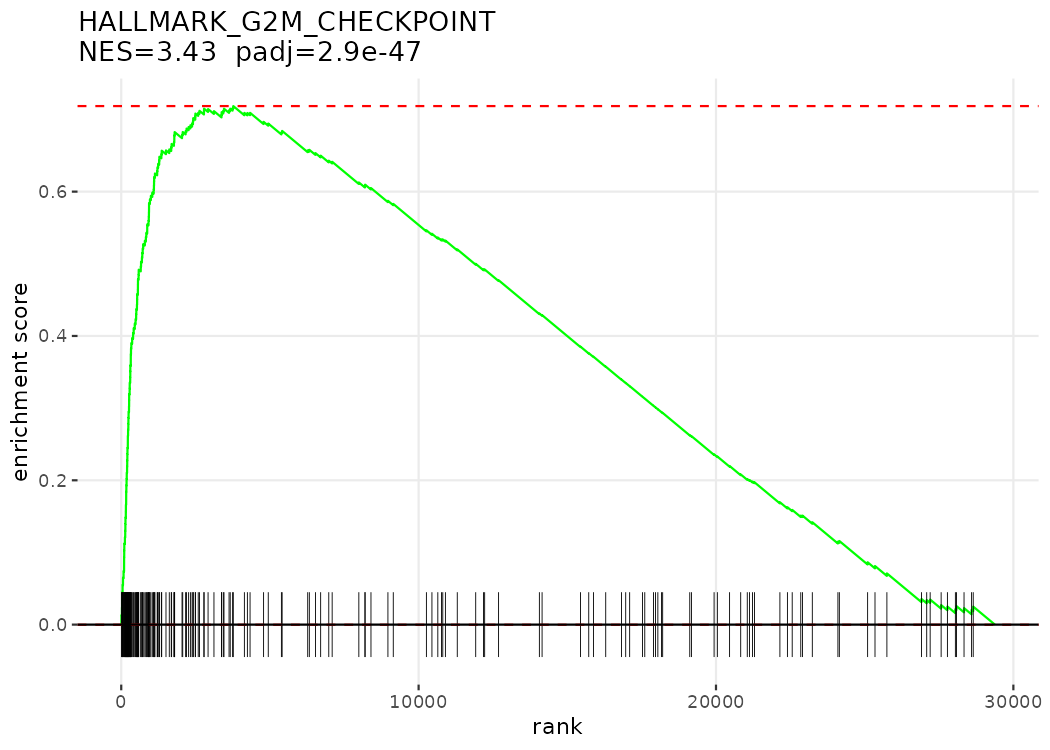 HALLMARK_G2M_CHECKPOINT
NES=3.43  padj=2.9e-47
enrichment score
0.6
0.4
0.2
0.0
0
10000
20000
30000
rank